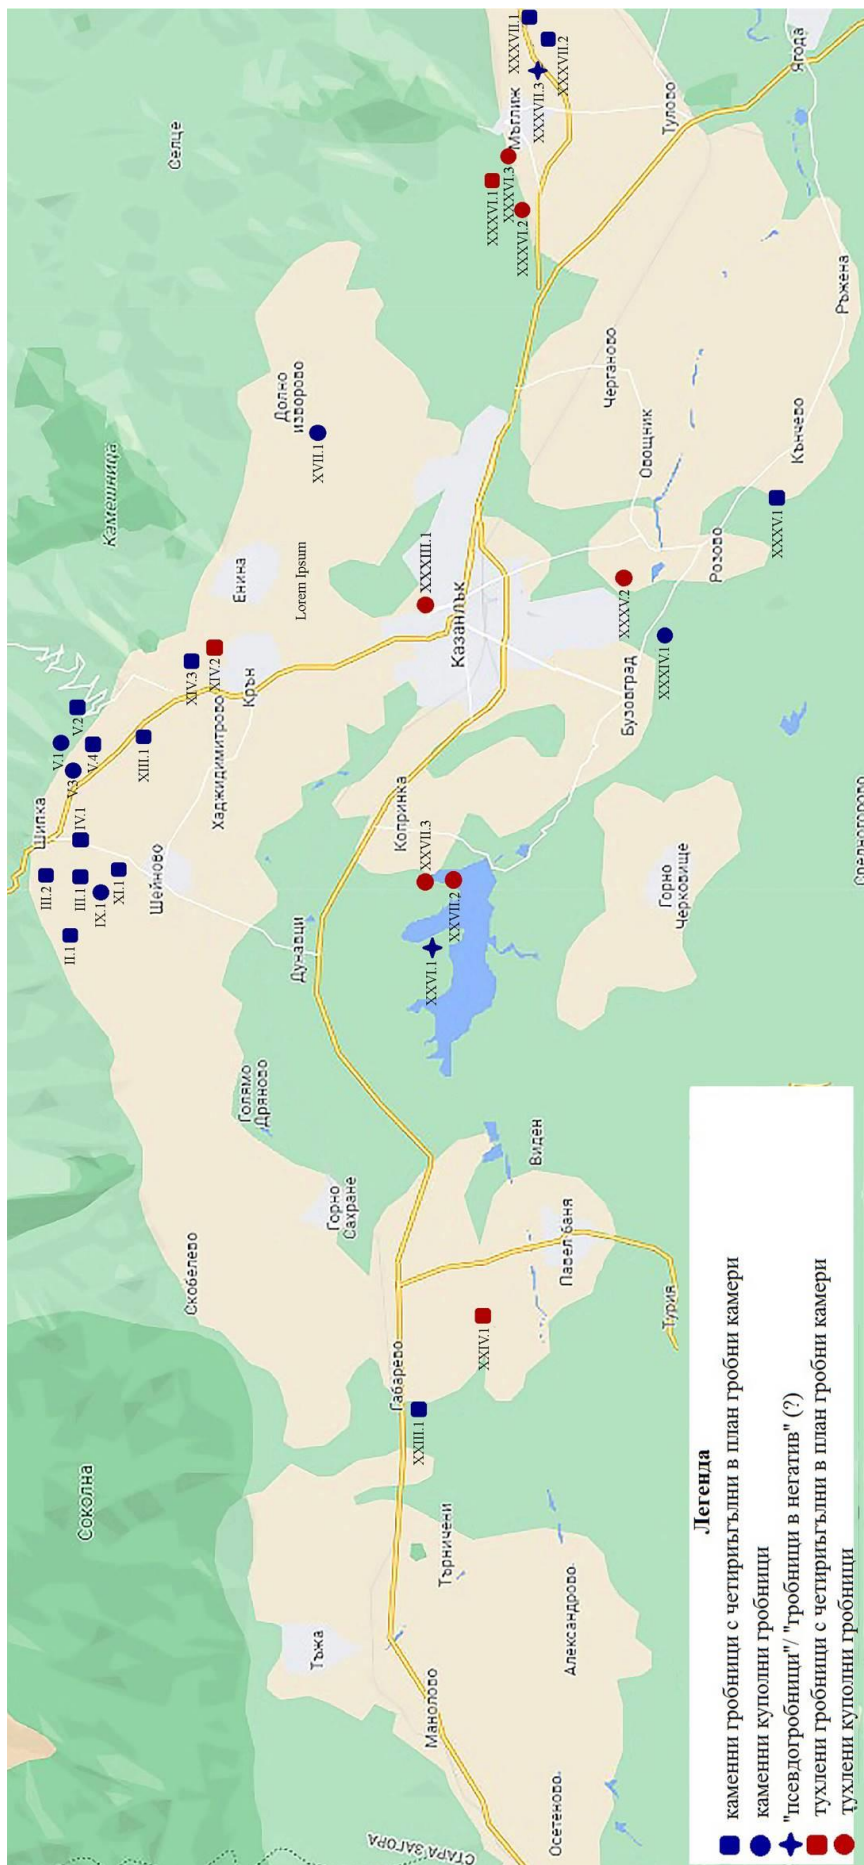 Соколна
Камешница
Селце
Тъжа
Манолово
Осетеново
СТАРА ЗАГОРА
Александрово
Търничени
Габарево
XXIII.1
XXIV.1
Скобелево
Горно
Сахране
Голямо
Дряново
Павел баня
Виден
Турия
Дунавци
Шипка
Шейново
II.1
III.2
III.1
IX.1
XI.1
IV.1
V.3
V.1
V.4
V.2
XIII.1
XIV.3
XIV.2
Хаджидимитрово
Крън
Енина
Lorem Ipsum
Долно
изворово
XVII.1
Копринка
XXVII.3
XXVII.2
XXVI.1
Казанлък
XXXIII.1
Бузовград
Горно
Черковище
Средногорово
XXXIV.1
XXXV.2
Розово
XXXV.1
Кънчево
Овощник
Черганово
Ръжена
XXXVI.2
XXXVI.1
XXXVI.3
Мъглиж
XXXVII.3
XXXVII.1
XXXVII.2
Тулово
Ягода
Легенда
каменни гробници с четириъгълни в план гробни камери
каменни куполни гробници
"псевдогробници"/ "гробници в негатив" (?)
тухлени гробници с четириъгълни в план гробни камери
тухлени куполни гробници